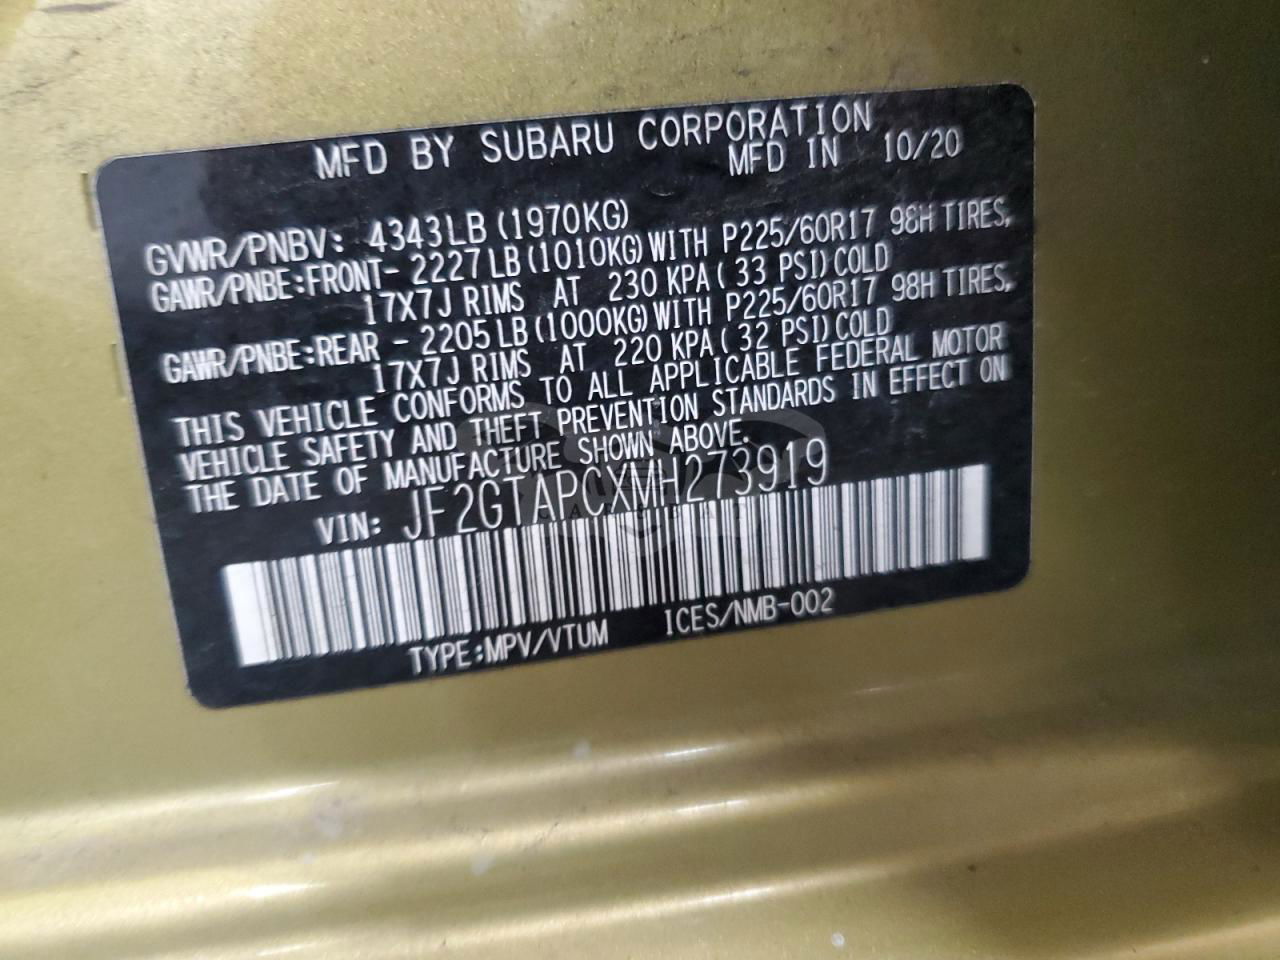 MFD BY SUBARU CORPORATION
MFD IN 10/20
GVWR/PNBV: 4343LB (1970KG)
GAWR/PNBE:FRONT- 2227LB (1010KG) WITH P225/60R17 98H TIRES,
17X7J RIMS AT 230 KPA ( 33 PSI) COLD
GAWR/PNBE:REAR - 2205LB (1000KG) WITH P225/60R17 98H TIRES,
17X7J RIMS AT 220 KPA ( 32 PSI) COLD
THIS VEHICLE CONFORMS TO ALL APPLICABLE FEDERAL MOTOR
VEHICLE SAFETY AND THEFT PREVENTION STANDARDS IN EFFECT ON
THE DATE OF MANUFACTURE SHOWN ABOVE.
VIN: JF2GTAPCXMH273919
TYPE:MPV/VTUM ICES/NMB-002